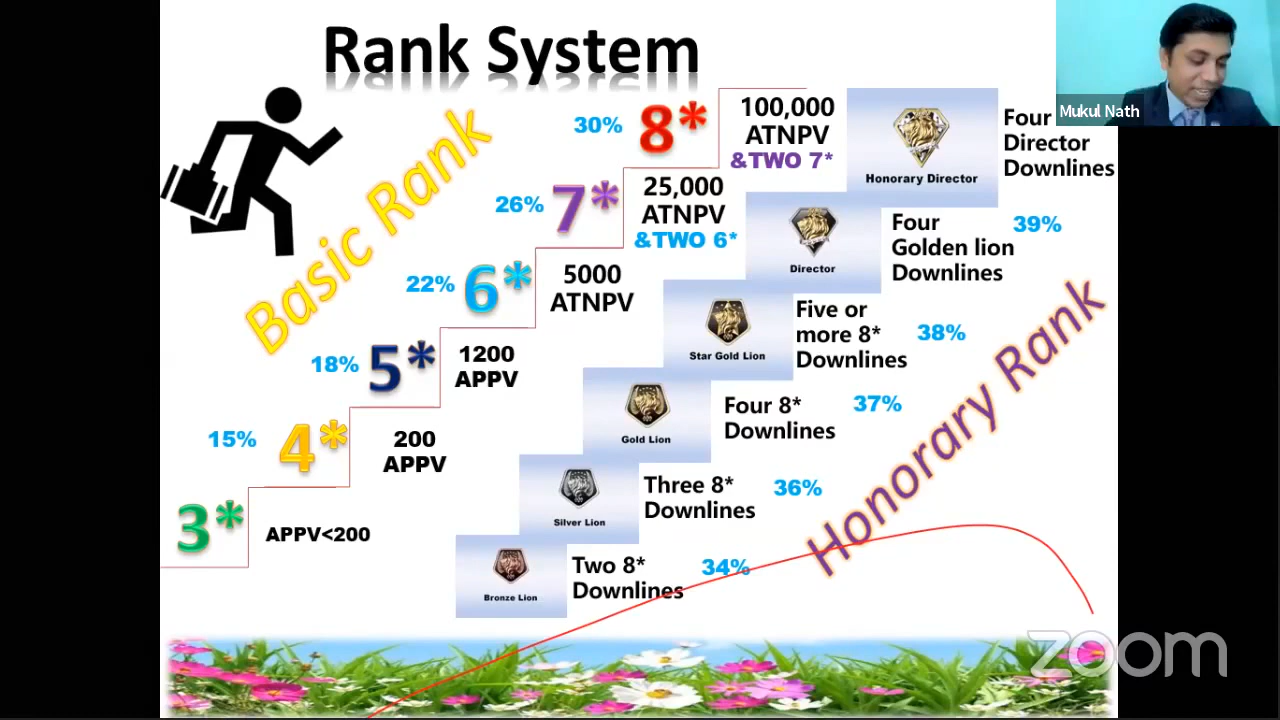 Rank System
Mukul Nath
Basic Rank
30%
8*
100,000
ATNPV
&TWO 7*
26%
7*
25,000
ATNPV
&TWO 6*
22%
6*
5000
ATNPV
18%
5*
1200
APPV
15%
4*
200
APPV
3*
APPV<200
Honorary Director
Four
Director
Downlines
Director
Four
Golden lion
Downlines
39%
Star Gold Lion
Five or
more 8*
Downlines
38%
Gold Lion
Four 8*
Downlines
37%
Silver Lion
Three 8*
Downlines
36%
Bronze Lion
Two 8*
Downlines
34%
Honorary Rank
zoom